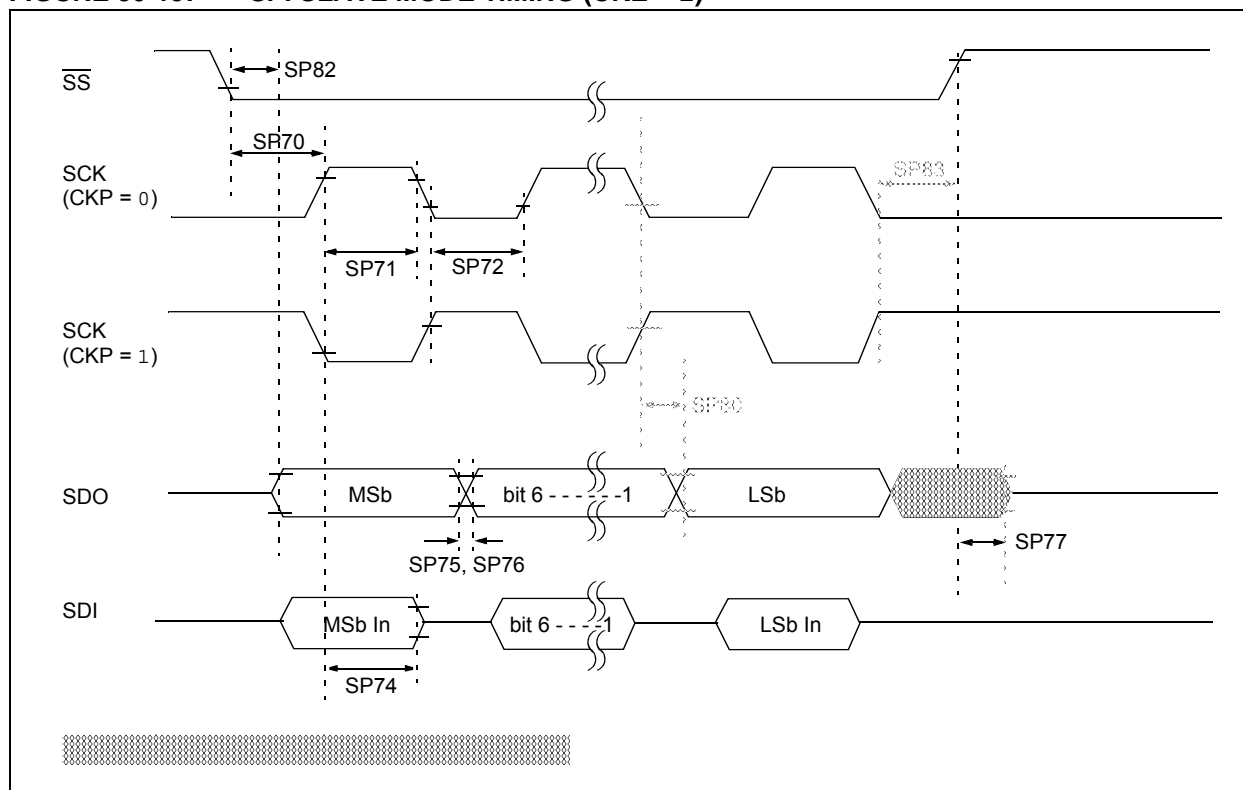 SS
SP82
SP70
SCK
(CKP = 0)
SP83
SP71
SP72
SCK
(CKP = 1)
SP80
SDO
MSb
bit 6 - - - - - -1
LSb
SP75, SP76
SP77
SDI
MSb In
bit 6 - - - -1
LSb In
SP74